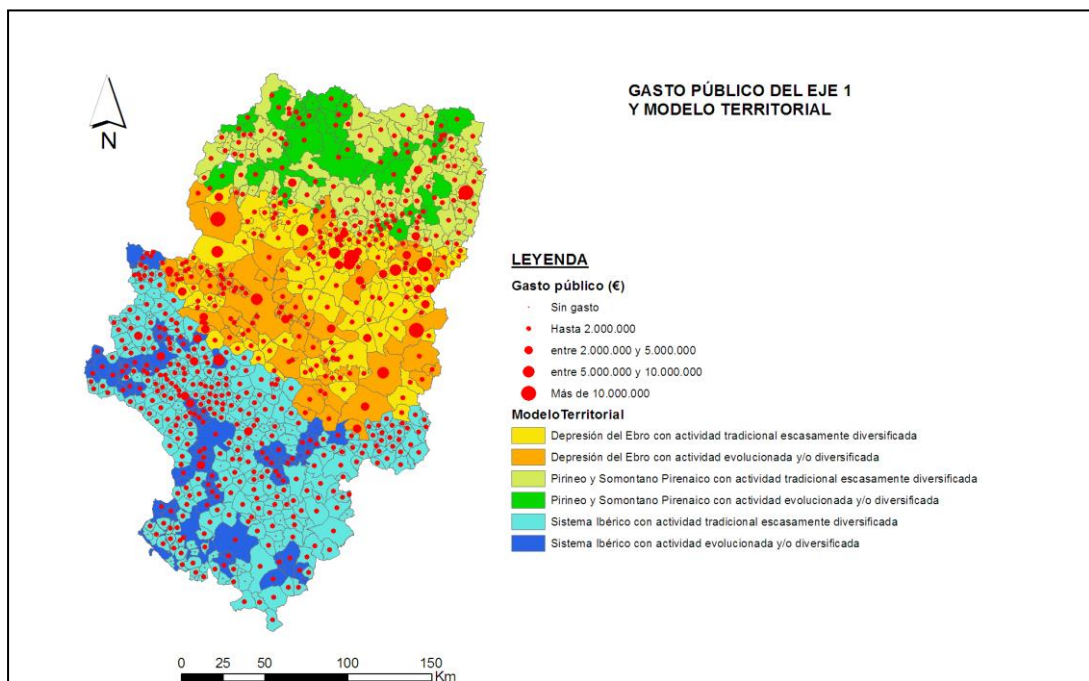 GASTO PÚBLICO DEL EJE 1
Y MODELO TERRITORIAL
N
LEYENDA
Gasto público (€)
Sin gasto
Hasta 2.000.000
entre 2.000.000 y 5.000.000
entre 5.000.000 y 10.000.000
Más de 10.000.000
ModeloTerritorial
Depresión del Ebro con actividad tradicional escasamente diversificada
Depresión del Ebro con actividad evolucionada y/o diversificada
Pirineo y Somontano Pirenaico con actividad tradicional escasamente diversificada
Pirineo y Somontano Pirenaico con actividad evolucionada y/o diversificada
Sistema Ibérico con actividad tradicional escasamente diversificada
Sistema Ibérico con actividad evolucionada y/o diversificada
0 25 50 100 150
Km